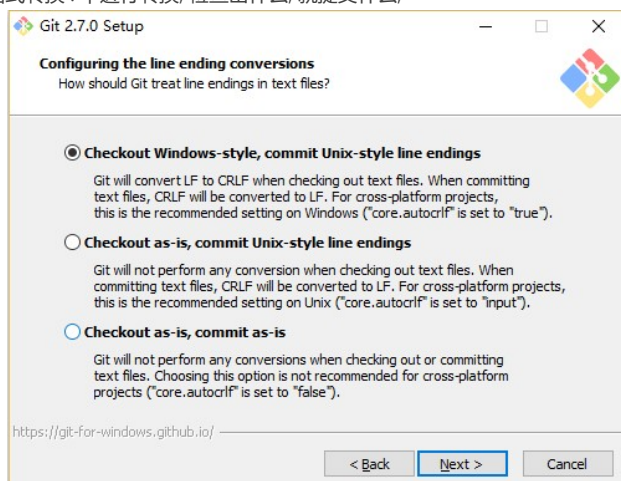 Git 2.7.0 Setup
Configuring the line ending conversions
How should Git treat line endings in text files?
Checkout Windows-style, commit Unix-style line endings
Git will convert LF to CRLF when checking out text files. When committing
text files, CRLF will be converted to LF. For cross-platform projects,
this is the recommended setting on Windows ("core.autocrlf" is set to "true").
Checkout as-is, commit Unix-style line endings
Git will not perform any conversion when checking out text files. When
committing text files, CRLF will be converted to LF. For cross-platform projects,
this is the recommended setting on Unix ("core.autocrlf" is set to "input").
Checkout as-is, commit as-is
Git will not perform any conversions when checking out or committing
text files. Choosing this option is not recommended for cross-platform
projects ("core.autocrlf" is set to "false").
https://git-for-windows.github.io/
< Back
Next >
Cancel